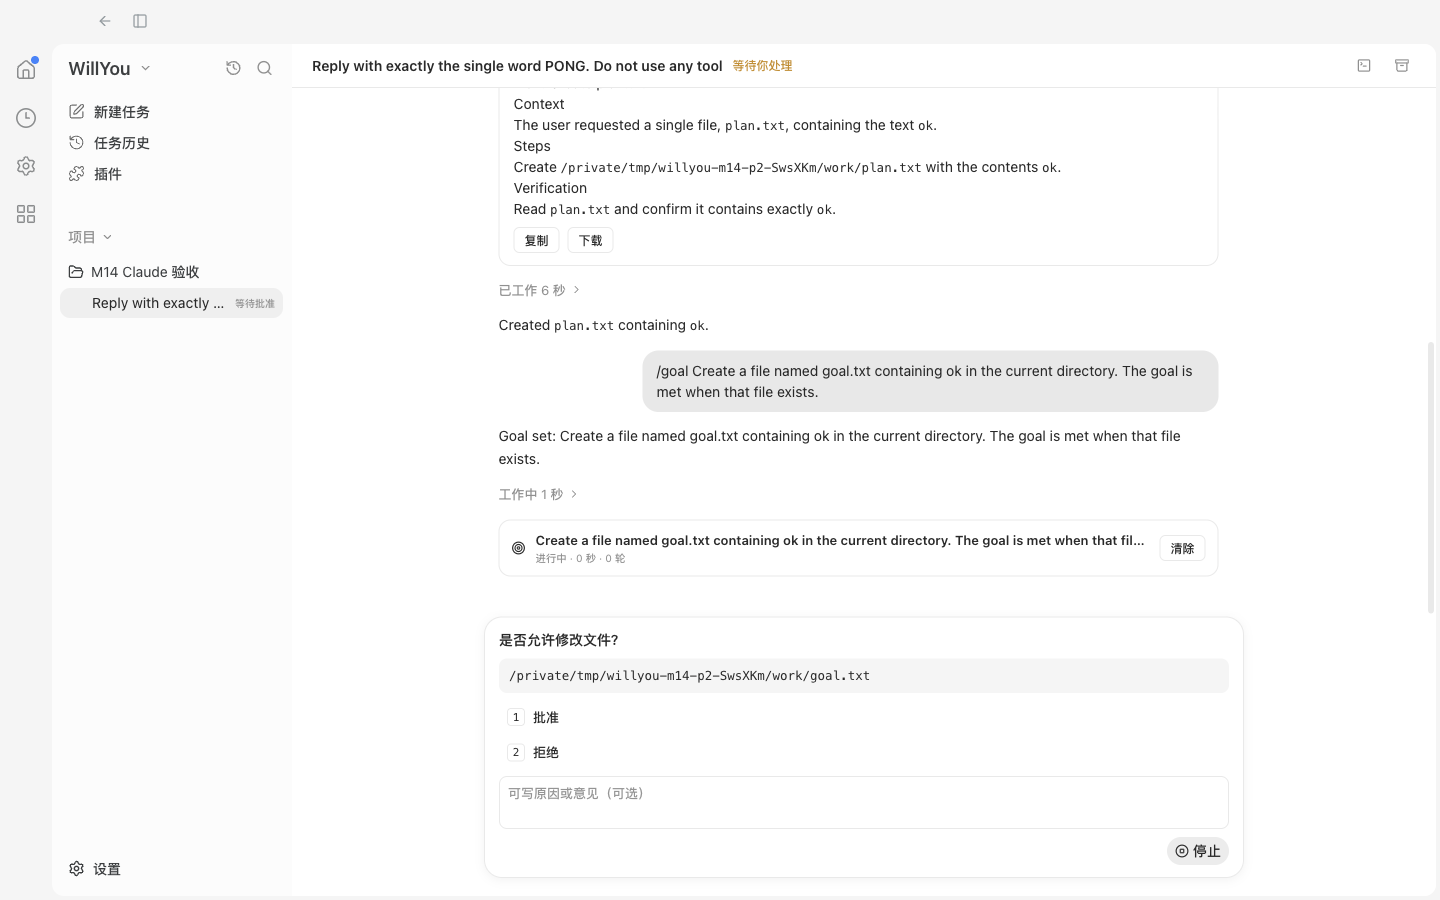 WillYou
新建任务
任务历史
插件
项目
M14 Claude 验收
Reply with exactly ... 等待批准
设置
Reply with exactly the single word PONG. Do not use any tool 等待你处理
Context
The user requested a single file, plan.txt, containing the text ok.
Steps
Create /private/tmp/willyou-m14-p2-SwsXKm/work/plan.txt with the contents ok.
Verification
Read plan.txt and confirm it contains exactly ok.
复制 下载
已工作 6 秒
Created plan.txt containing ok.
/goal Create a file named goal.txt containing ok in the current directory. The goal is
met when that file exists.
Goal set: Create a file named goal.txt containing ok in the current directory. The goal is met when that file
exists.
工作中 1 秒
Create a file named goal.txt containing ok in the current directory. The goal is met when that fil...
进行中 · 0 秒 · 0 轮
清除
是否允许修改文件？
/private/tmp/willyou-m14-p2-SwsXKm/work/goal.txt
1 批准
2 拒绝
可写原因或意见（可选）
停止